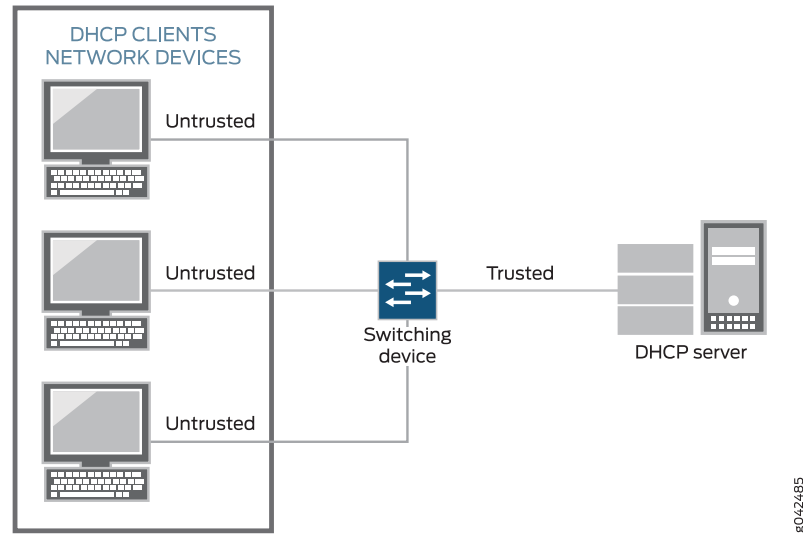 DHCP CLIENTS
NETWORK DEVICES
Untrusted
Untrusted
Trusted
Switching
device
DHCP server
Untrusted
g042485